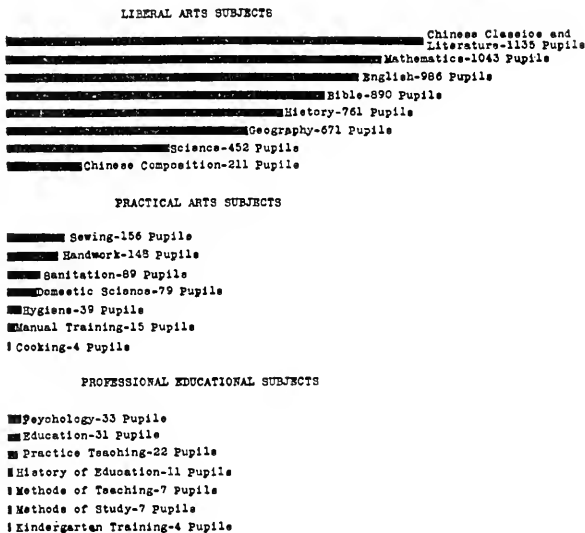 LIBERAL ARTS SUBJECTS
Chinese Classics and
Literature-1135 Pupils
Mathematics-1043 Pupils
English-986 Pupils
Bible-890 Pupils
History-761 Pupils
Geography-671 Pupils
Science-452 Pupils
Chinese Composition-211 Pupils
PRACTICAL ARTS SUBJECTS
Sewing-156 Pupils
Handwork-148 Pupils
Sanitation-89 Pupils
Domestic Science-79 Pupils
Hygiene-39 Pupils
Manual Training-15 Pupils
Cooking-4 Pupils
PROFESSIONAL EDUCATIONAL SUBJECTS
Psychology-33 Pupils
Education-31 Pupils
Practice Teaching-22 Pupils
History of Education-11 Pupils
Methods of Teaching-7 Pupils
Methods of Study-7 Pupils
Kindergarten Training-4 Pupils